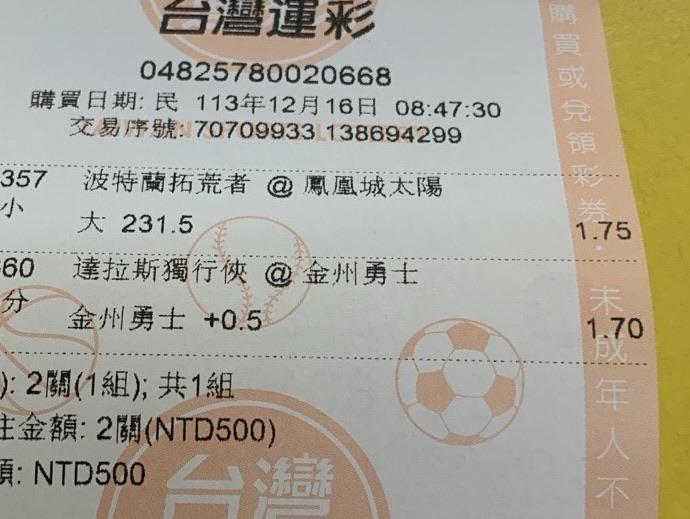 台灣運彩
04825780020668
購買日期: 民 113年12月16日 08:47:30
交易序號: 70709933 138694299
357 波特蘭拓荒者 @ 鳳凰城太陽
小 大 231.5 1.75
60 達拉斯獨行俠 @ 金州勇士
分 金州勇士 +0.5 1.70
): 2關(1組); 共1組
注金額: 2關(NTD500)
額: NTD500
台灣
購買或兌領彩券。未成年人不